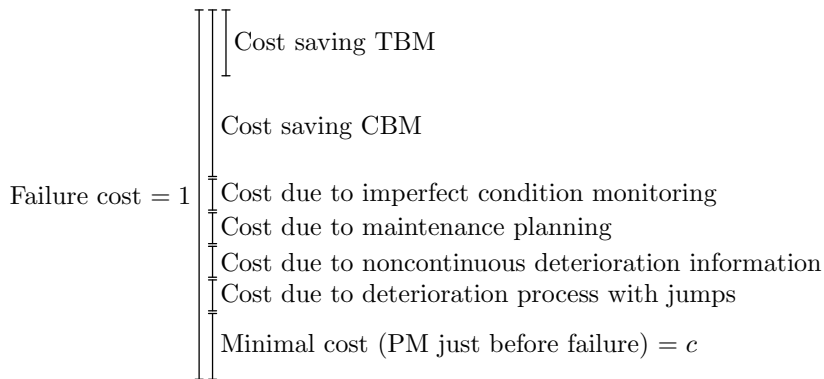 Cost saving TBM
Cost saving CBM
Failure cost = 1
Cost due to imperfect condition monitoring
Cost due to maintenance planning
Cost due to noncontinuous deterioration information
Cost due to deterioration process with jumps
Minimal cost (PM just before failure) = c